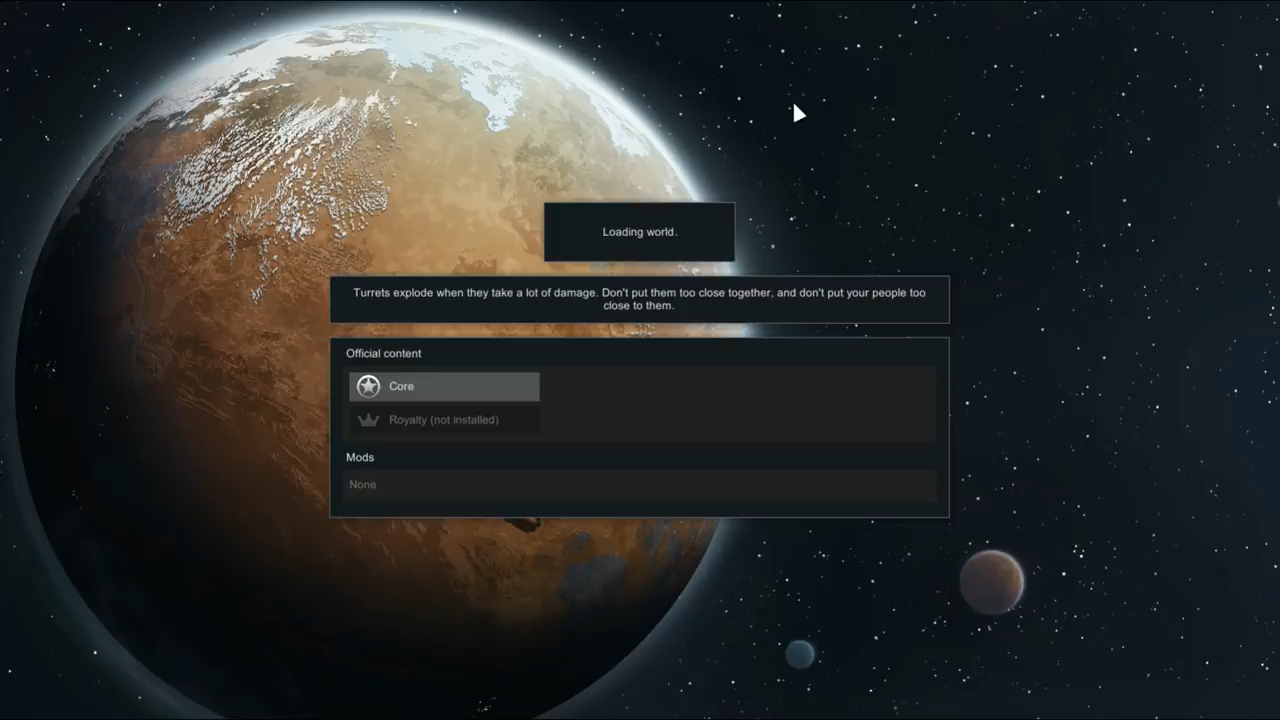 Loading world.
Turrets explode when they take a lot of damage. Don't put them too close together, and don't put your people too
close to them.
Official content
Core
Royalty (not installed)
Mods
None